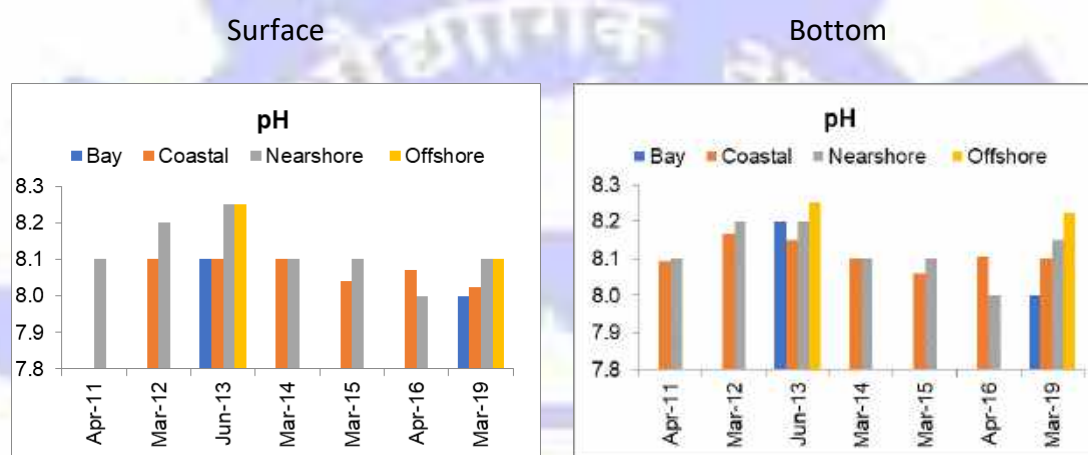 Surface
Bottom
pH
Bay Coastal Nearshore Offshore
8.3
8.2
8.1
8.0
7.9
7.8
Apr-11 Mar-12 Jun-13 Mar-14 Mar-15 Apr-16 Mar-19
pH
Bay Coastal Nearshore Offshore
8.3
8.2
8.1
8.0
7.9
7.8
Apr-11 Mar-12 Jun-13 Mar-14 Mar-15 Apr-16 Mar-19